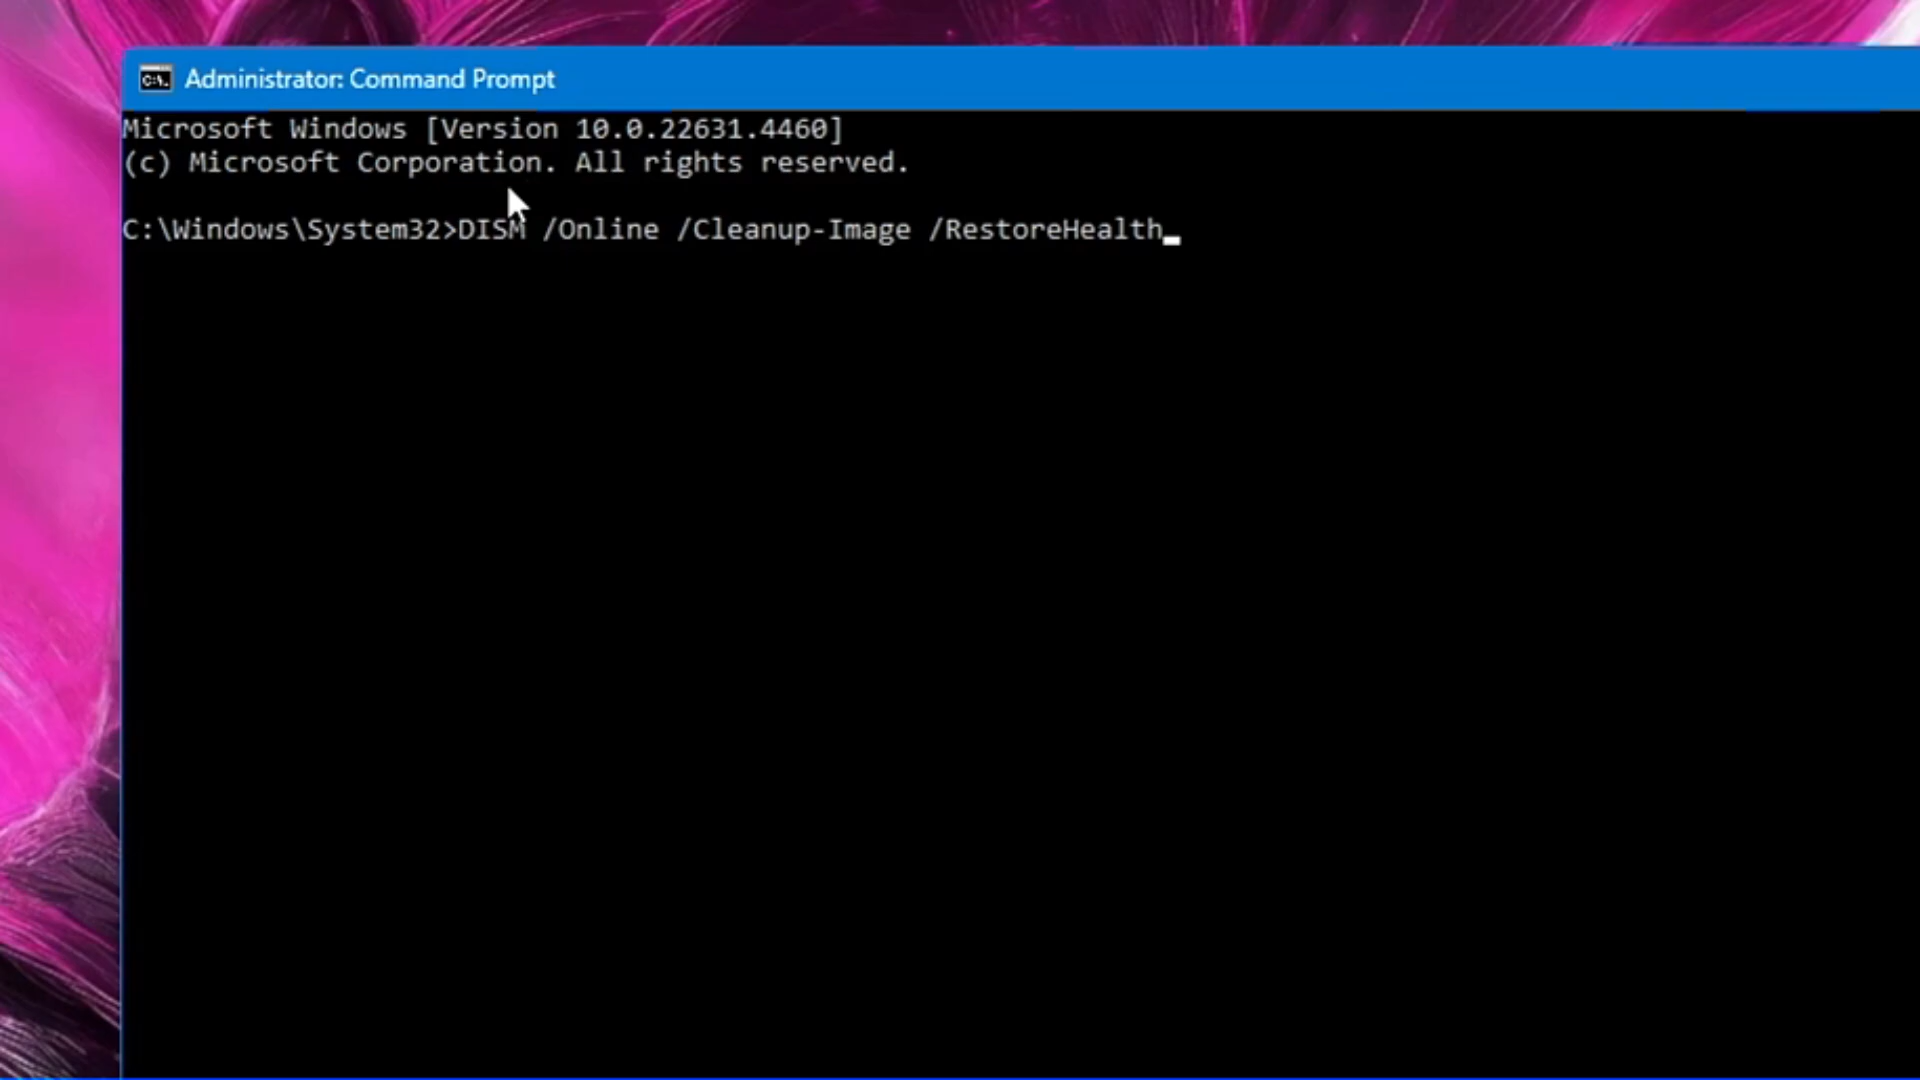 Administrator: Command Prompt
Microsoft Windows [Version 10.0.22631.4460]
(c) Microsoft Corporation. All rights reserved.
C:\Windows\System32>DISM /Online /Cleanup-Image /RestoreHealth